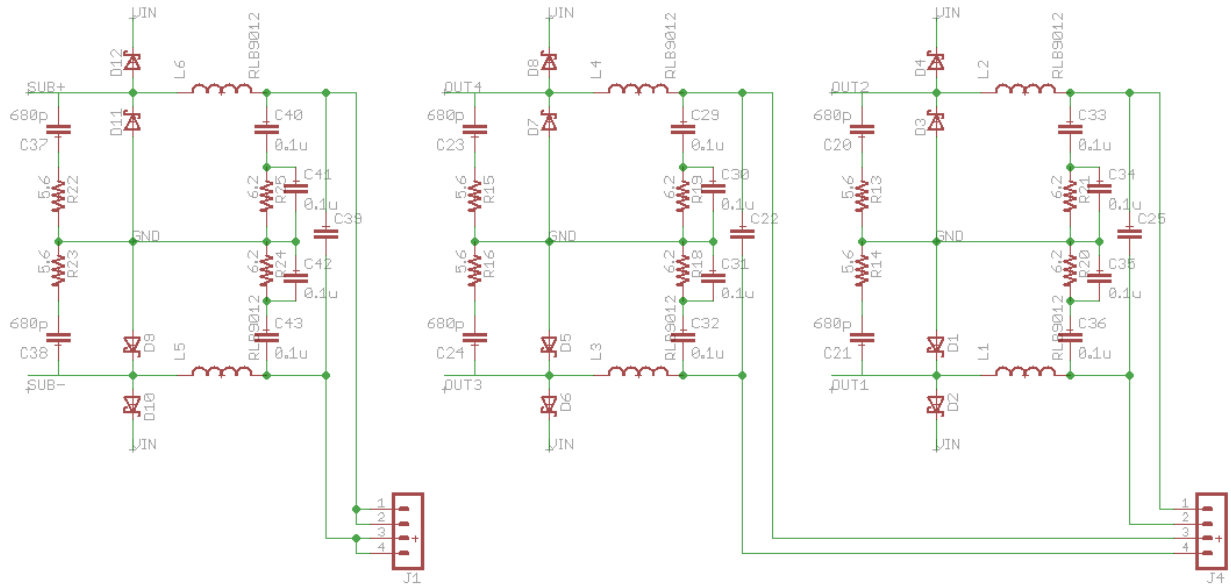 VIN
D12
L6
RLB9012
SUB+
680p
C37
D11
C40
0.1u
5.6
R22
6.2
R25
C41
0.1u
C39
GND
5.6
R23
6.2
R24
C42
0.1u
680p
C38
D9
RLB9012
C43
0.1u
L5
SUB-
D10
VIN
1
2
3
4
+
J1
VIN
D8
L4
RLB9012
OUT4
680p
C23
D7
C29
0.1u
5.6
R15
6.2
R19
C30
0.1u
C22
GND
5.6
R16
6.2
R18
C31
0.1u
680p
C24
D5
RLB9012
C32
0.1u
L3
OUT3
D6
VIN
VIN
D4
L2
RLB9012
OUT2
680p
C20
D3
C33
0.1u
5.6
R13
6.2
R21
C34
0.1u
C25
GND
5.6
R14
6.2
R20
C35
0.1u
680p
C21
D1
RLB9012
C36
0.1u
L1
OUT1
D2
VIN
1
2
3
4
+
J4